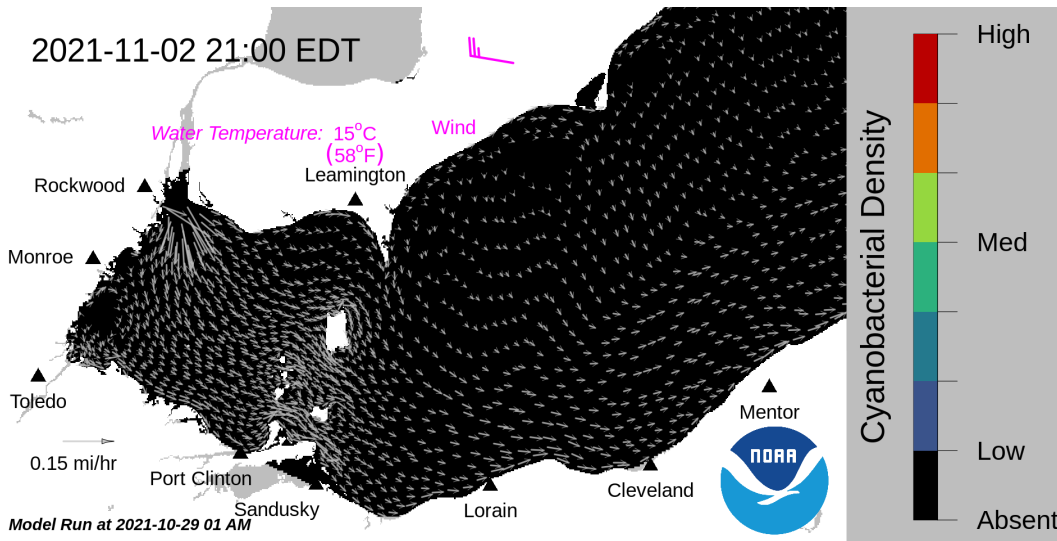 2021-11-02 21:00 EDT
High
Water Temperature: 15°C
(58°F)
Wind
Leamington
Rockwood
Monroe
Cyanobacterial Density
Med
Toledo
Mentor
0.15 mi/hr
Port Clinton
Sandusky
Lorain
Cleveland
NOAA
Low
Model Run at 2021-10-29 01 AM
Absent